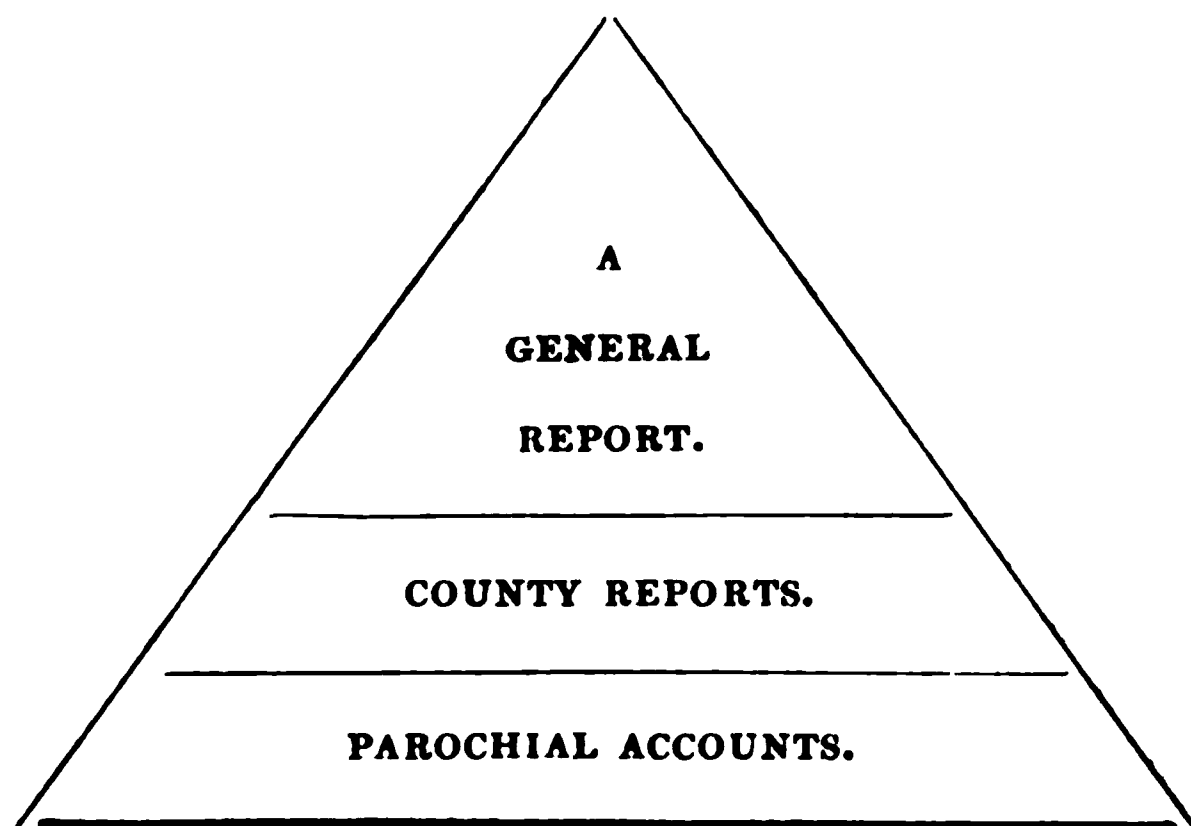 A
GENERAL
REPORT.
COUNTY REPORTS.
PAROCHIAL ACCOUNTS.